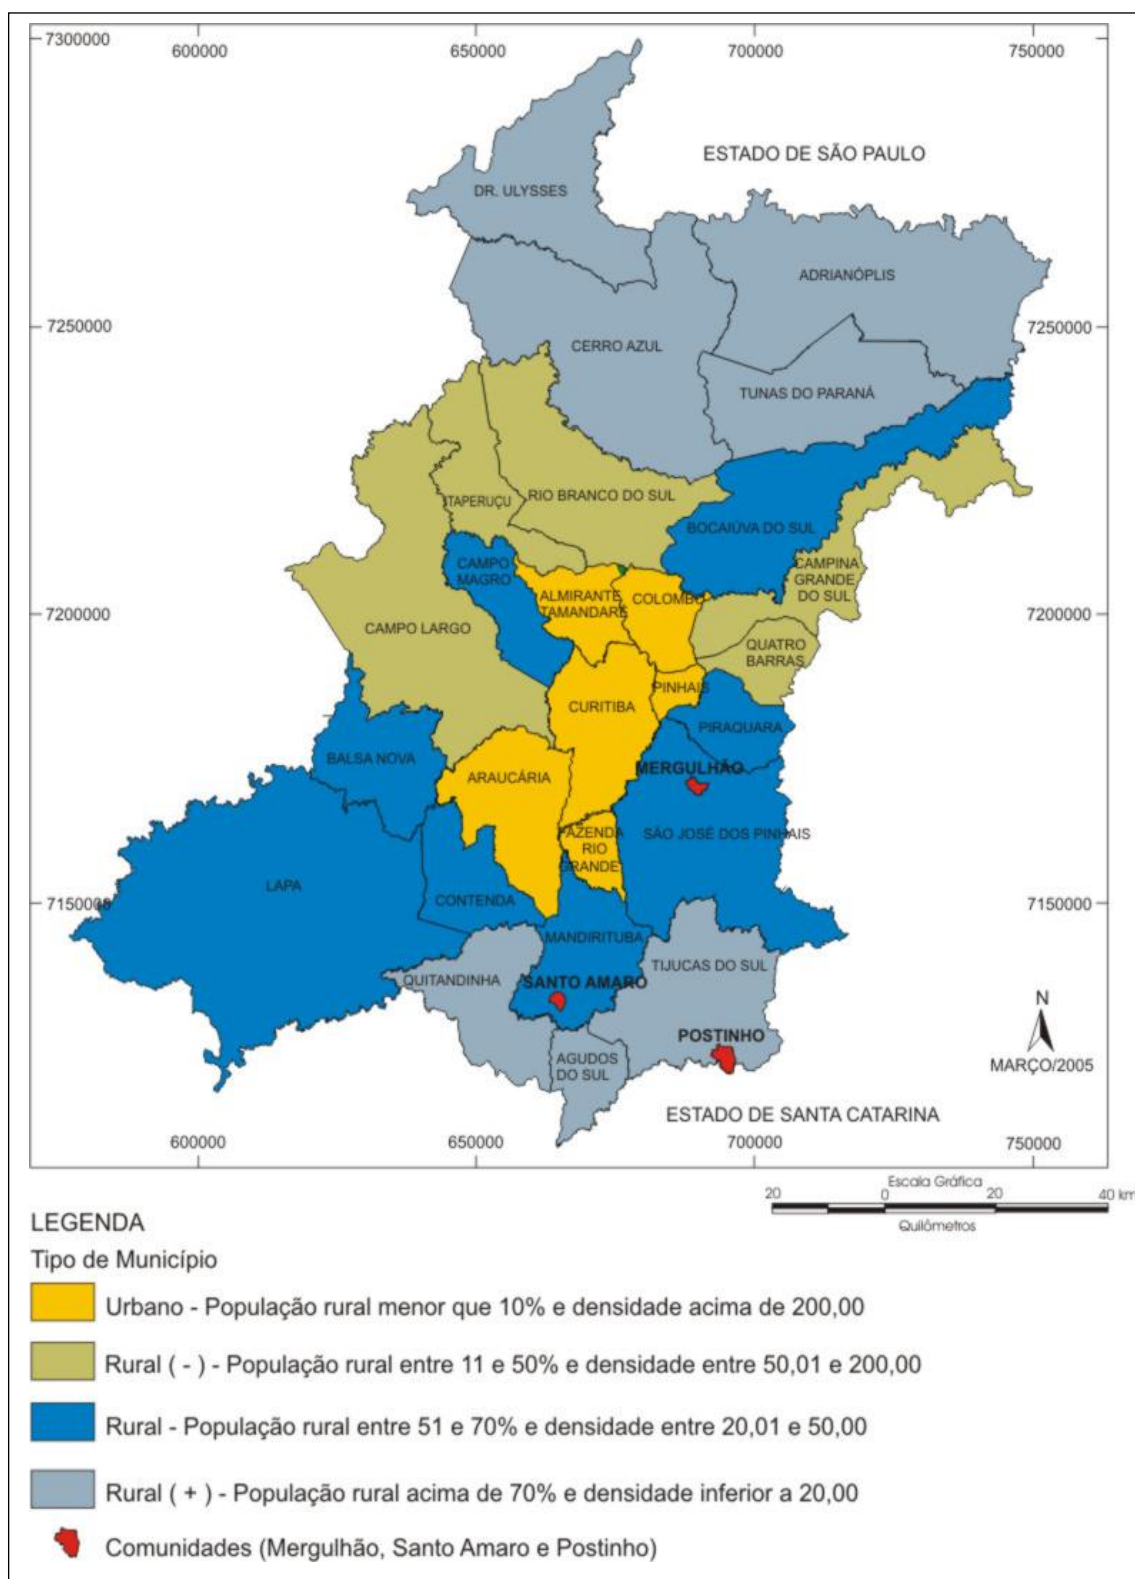 600000 650000 700000 750000
7300000
ESTADO DE SÃO PAULO
DR. ULYSSES
ADRIANÓPLIS
7250000 7250000
CERRO AZUL
TUNAS DO PARANÁ
ITAPERUÇU
RIO BRANCO DO SUL
BOCAIÚVA DO SUL
CAMPO
MAGRO
CAMPINA
GRANDE
DO SUL
ALMIRANTE
TAMANDARÉ
COLOMBO
7200000 7200000
CAMPO LARGO
QUATRO
BARRAS
PINHAIS
CURITIBA
PIRAQUARA
BALSA NOVA
MERGULHÃO
ARAUCÁRIA
FAZENDA
RIO
GRANDE
SÃO JOSÉ DOS PINHAIS
LAPA
CONTENDA
7150000 7150000
MANDIRITUBA
TIJUCAS DO SUL
QUITANDINHA
SANTO AMARO
POSTINHO
AGUDOS
DO SUL
N
MARÇO/2005
ESTADO DE SANTA CATARINA
600000 650000 700000 750000
Escala Gráfica
20 0 20 40 km
Quilômetros
LEGENDA
Tipo de Município
Urbano - População rural menor que 10% e densidade acima de 200,00
Rural ( - ) - População rural entre 11 e 50% e densidade entre 50,01 e 200,00
Rural - População rural entre 51 e 70% e densidade entre 20,01 e 50,00
Rural ( + ) - População rural acima de 70% e densidade inferior a 20,00
Comunidades (Mergulhão, Santo Amaro e Postinho)